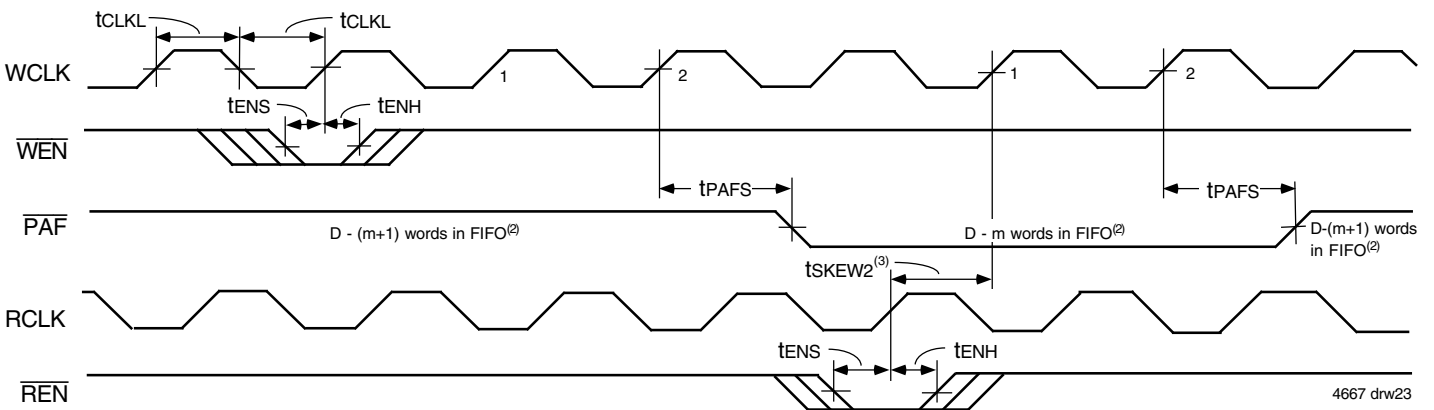 tCLKL tCLKL
WCLK 1 2 1 2
tENS tENH
WEN
tPAFS tPAFS
PAF D - (m+1) words in FIFO(2) D - m words in FIFO(2) D-(m+1) words
in FIFO(2)
tSKEW2(3)
RCLK
tENS tENH
REN
4667 drw23